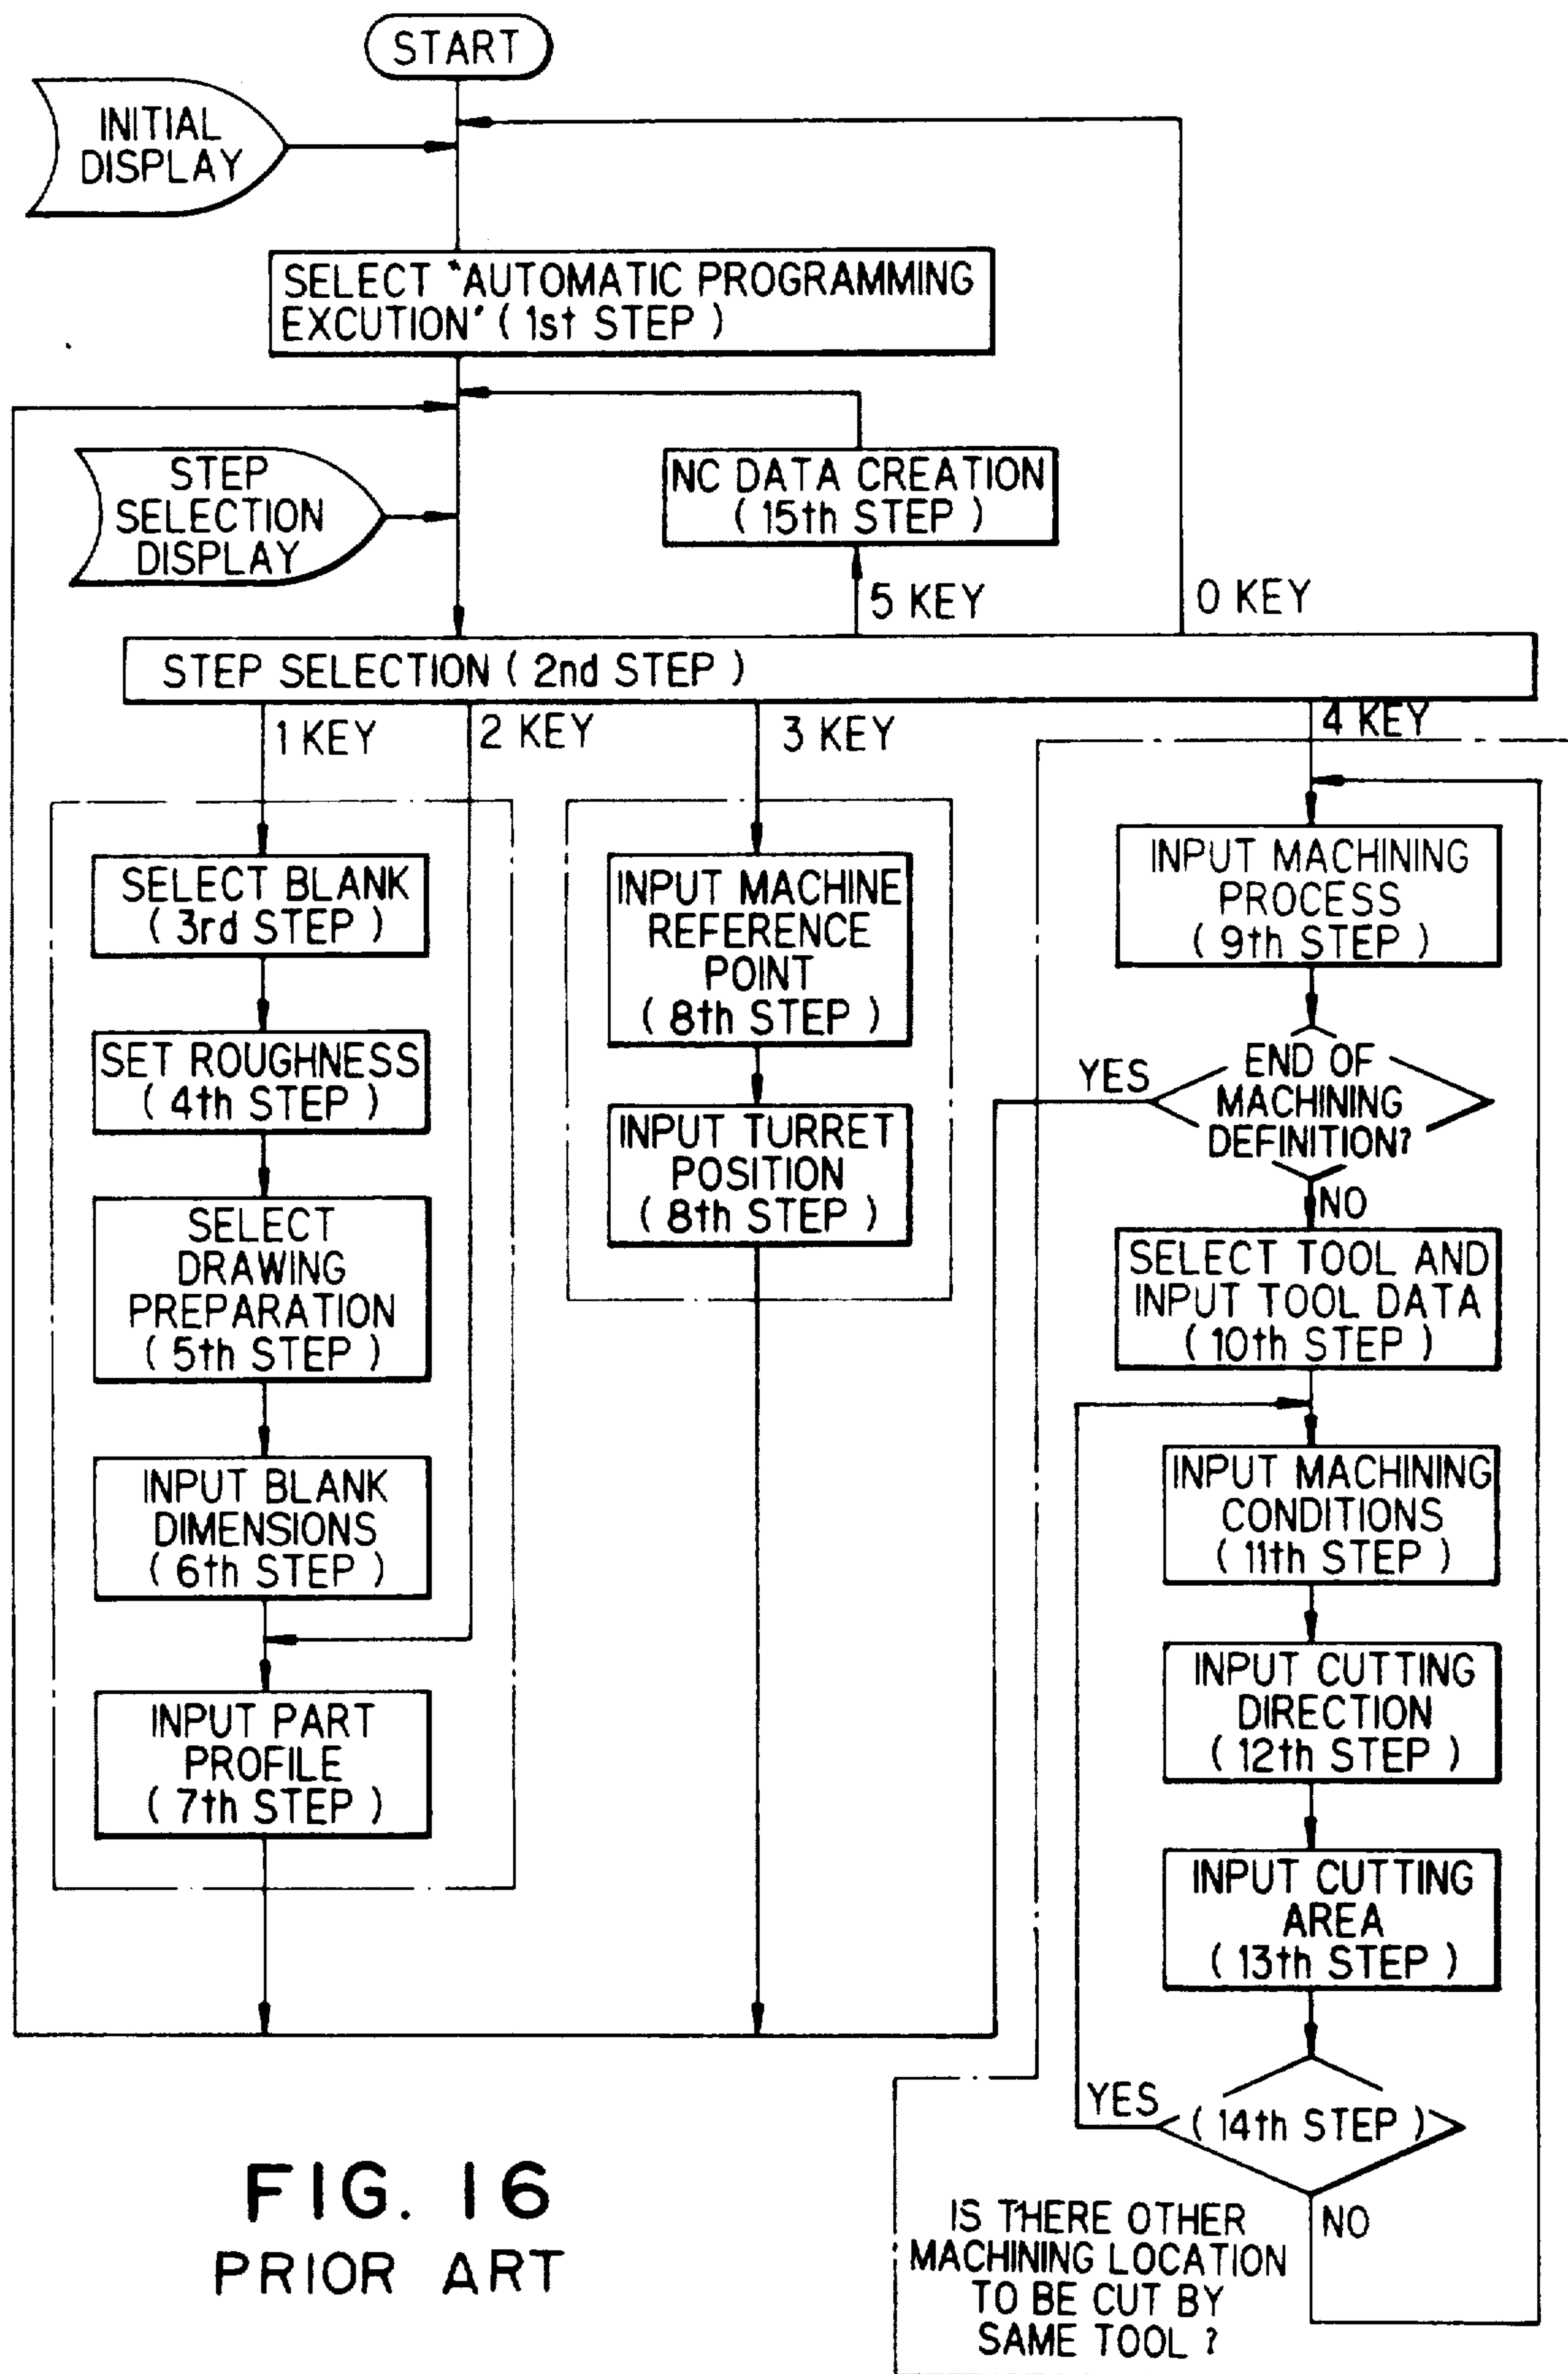 START
INITIAL
DISPLAY
SELECT "AUTOMATIC PROGRAMMING
EXCUTION" (1st STEP)
STEP
SELECTION
DISPLAY
NC DATA CREATION
(15th STEP)
5 KEY
0 KEY
STEP SELECTION (2nd STEP)
1 KEY
2 KEY
3 KEY
4 KEY
SELECT BLANK
(3rd STEP)
SET ROUGHNESS
(4th STEP)
SELECT
DRAWING
PREPARATION
(5th STEP)
INPUT BLANK
DIMENSIONS
(6th STEP)
INPUT PART
PROFILE
(7th STEP)
INPUT MACHINE
REFERENCE
POINT
(8th STEP)
INPUT TURRET
POSITION
(8th STEP)
INPUT MACHINING
PROCESS
(9th STEP)
YES
END OF
MACHINING
DEFINITION?
NO
SELECT TOOL AND
INPUT TOOL DATA
(10th STEP)
INPUT MACHINING
CONDITIONS
(11th STEP)
INPUT CUTTING
DIRECTION
(12th STEP)
INPUT CUTTING
AREA
(13th STEP)
YES
(14th STEP)
NO
IS THERE OTHER
MACHINING LOCATION
TO BE CUT BY
SAME TOOL ?
FIG. 16
PRIOR ART